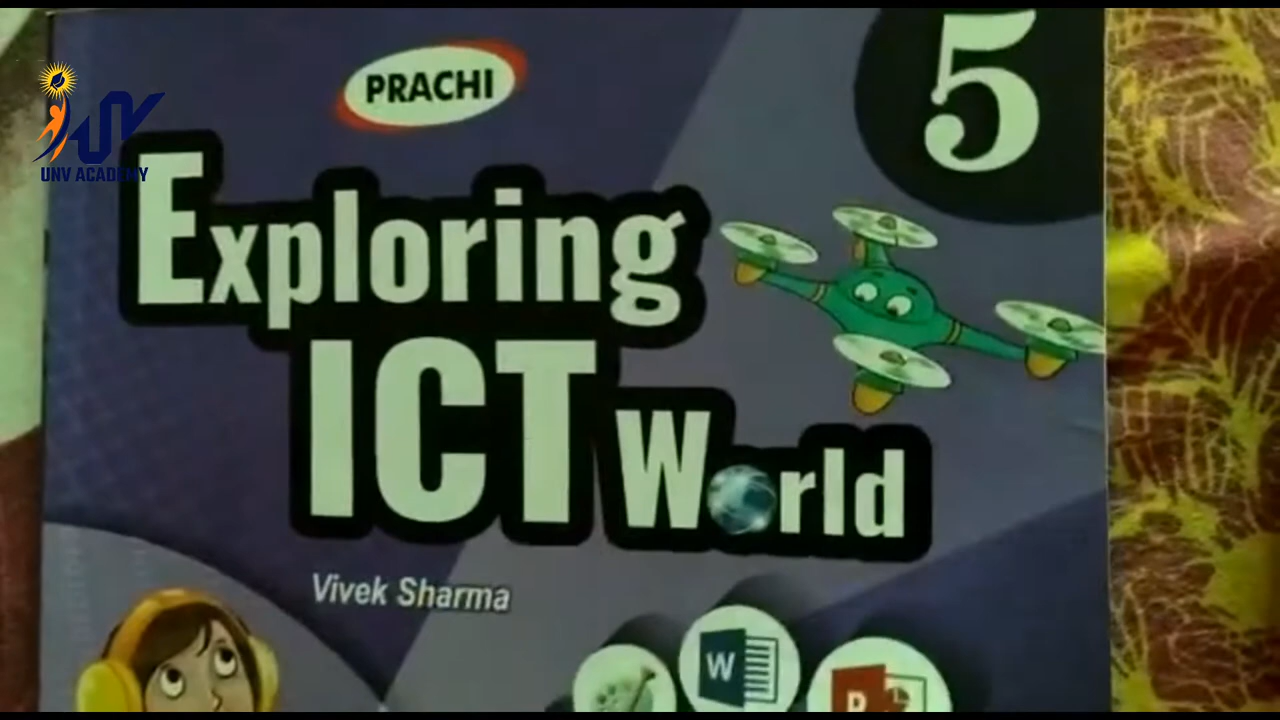 PRACHI
5
UNV ACADEMY
Exploring
ICT World
Vivek Sharma
W
P